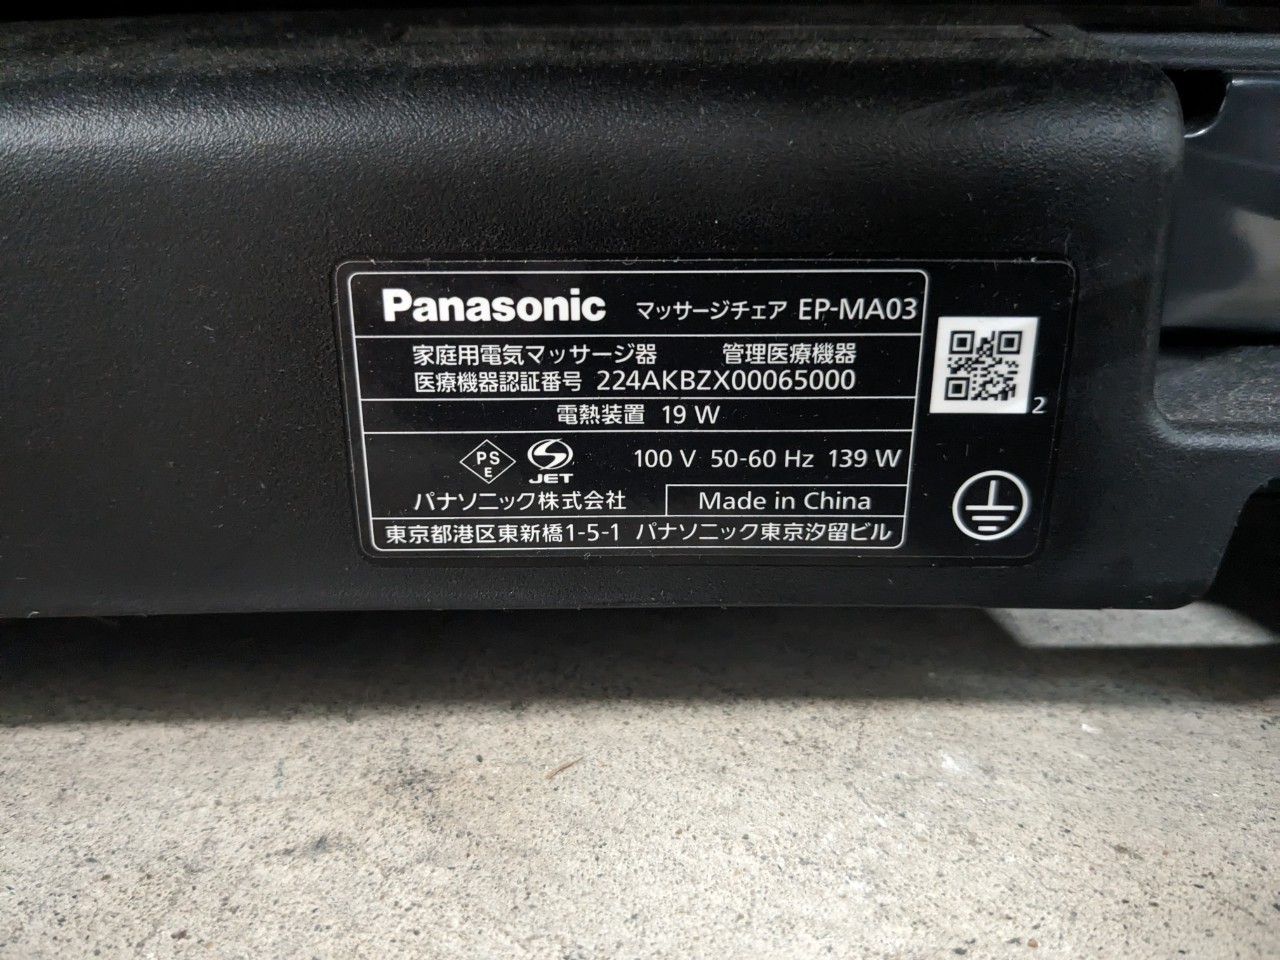 Panasonic マッサージチェア EP-MA03
家庭用電気マッサージ器 管理医療機器
医療機器認証番号 224AKBZX00065000
電熱装置 19 W
PS E JET 100 V 50-60 Hz 139 W
パナソニック株式会社 Made in China
東京都港区東新橋1-5-1 パナソニック東京汐留ビル
2